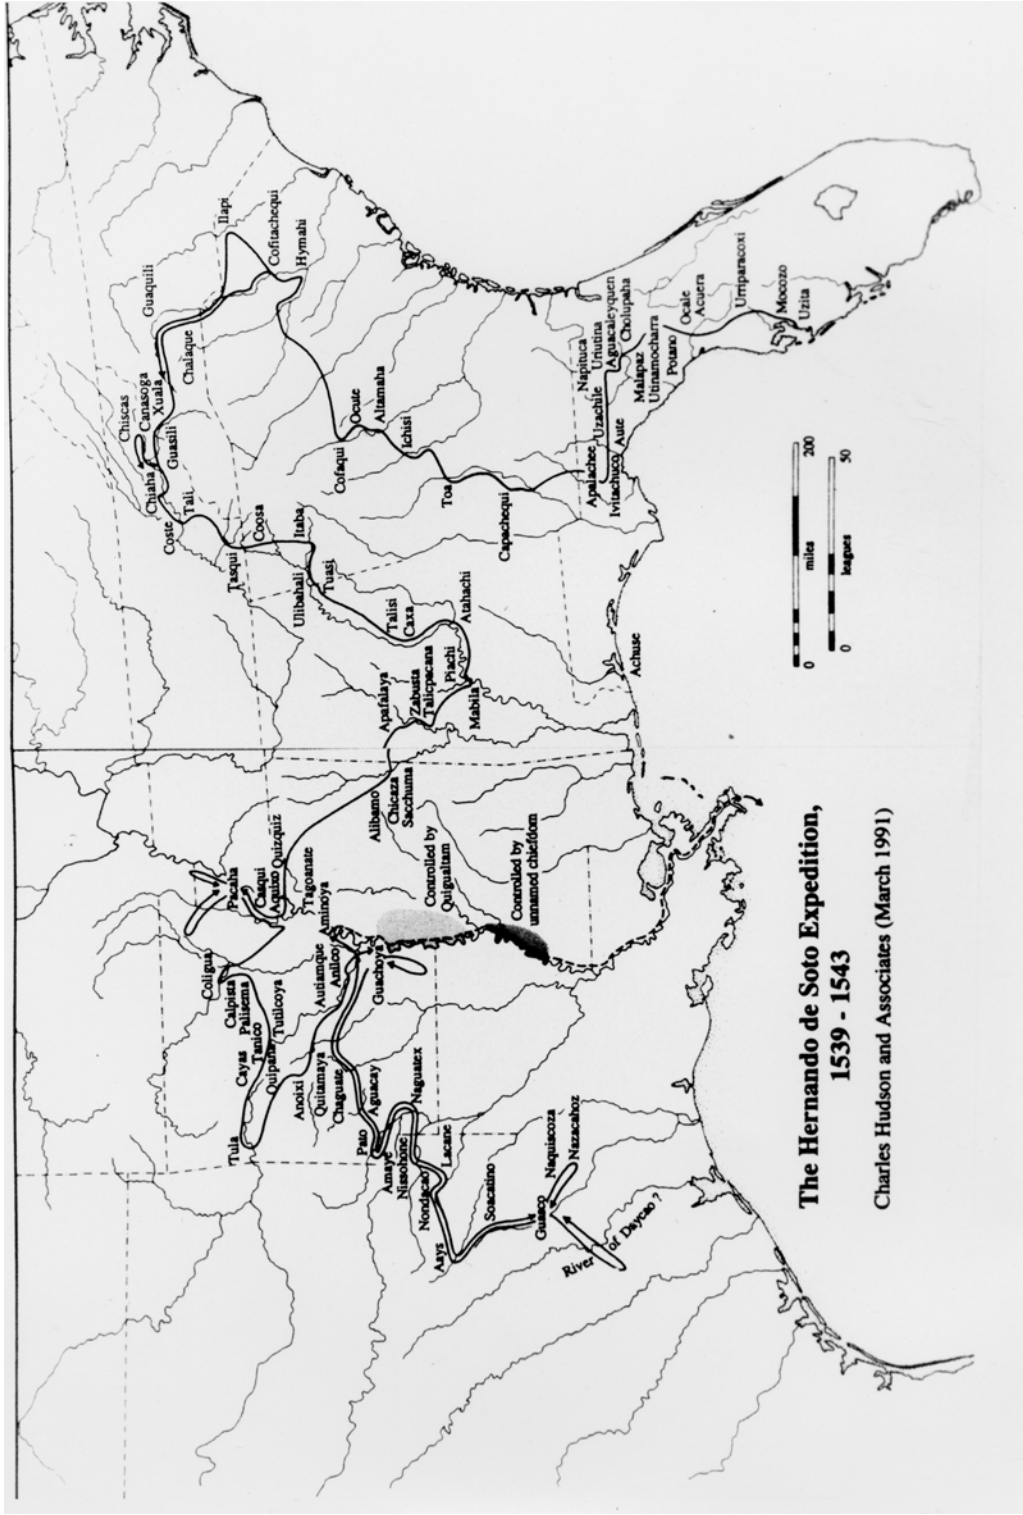 The Hernando de Soto Expedition,
1539 - 1543
Charles Hudson and Associates (March 1991)
0
miles
200
0
leagues
50
Chiscas
Canasoga
Xuala
Guaquili
Chalaque
Guasili
Chiaha
Tali
Coste
Ilapi
Cofitachequi
Hymahi
Tasqui
Coosa
Itaba
Ulibahali
Tuasi
Talisi
Caxa
Atahachi
Piachi
Mabila
Talicpacana
Zabusta
Apafalaya
Cofaqui
Ocute
Altamaha
Ichisi
Toa
Capachequi
Apalachee
Ivitachuco
Aute
Uzachile
Napituca
Uriutina
Aguacaleyquen
Cholupaha
Malapaz
Utinamocharra
Potano
Ocale
Acuera
Urriparacoxi
Mocozo
Uzita
Achuse
Alibamo
Chicaza
Sacchuma
Controlled by
Quigualtam
Controlled by
unnamed chiefdom
Pacaha
Casqui
Aquixo
Quizquiz
Tagoanate
Aminoya
Anilco
Autiamque
Guachoya
Coligua
Calpista
Palisema
Tanico
Cayas
Tutilcoya
Quipana
Tula
Anoixi
Quitamaya
Chaguate
Aguacay
Pato
Amaye
Naguatex
Nissohone
Lacane
Nondacao
Aays
Soacatino
Guasco
Naquiscoza
Nazacahoz
River of Daycao ?